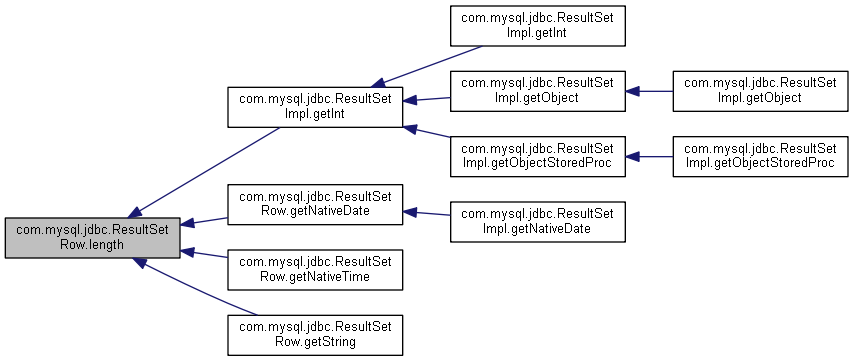 com.mysql.jdbc.ResultSet
Impl.getInt
com.mysql.jdbc.ResultSet
Impl.getObject
com.mysql.jdbc.ResultSet
Impl.getObject
com.mysql.jdbc.ResultSet
Impl.getInt
com.mysql.jdbc.ResultSet
Impl.getObjectStoredProc
com.mysql.jdbc.ResultSet
Impl.getObjectStoredProc
com.mysql.jdbc.ResultSet
Row.getNativeDate
com.mysql.jdbc.ResultSet
Impl.getNativeDate
com.mysql.jdbc.ResultSet
Row.length
com.mysql.jdbc.ResultSet
Row.getNativeTime
com.mysql.jdbc.ResultSet
Row.getString